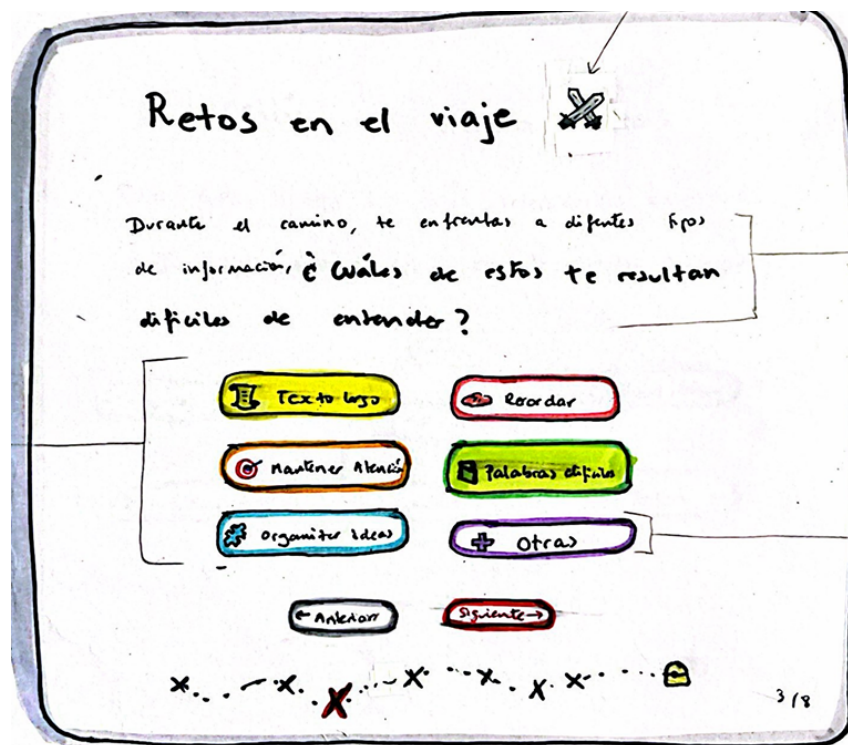 Retos en el viaje
Durante el camino, te enfrentas a difentes tipos
de información, ¿Cuáles de estos te resultan
difíciles de entender?
Texto largo
Recordar
Mantener Atención
Palabras difíciles
Organizar ideas
Otras
← Anterior
Siguiente →
3/8